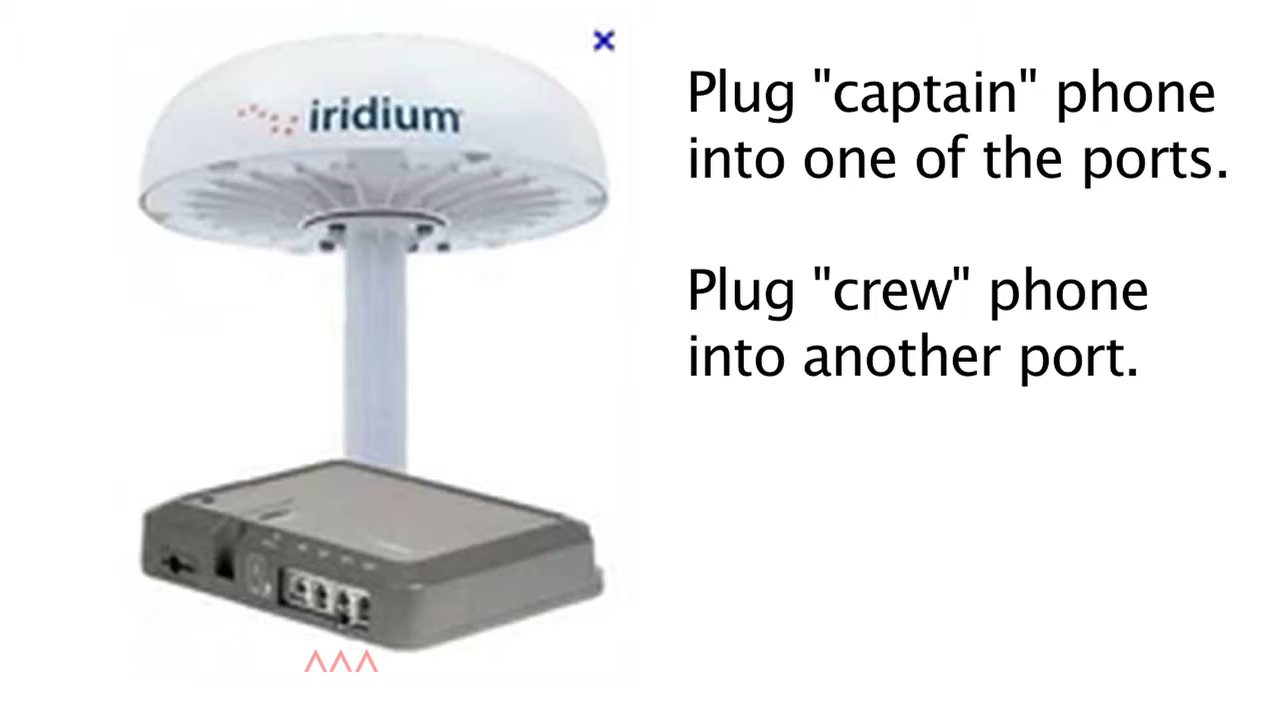 iridium
Plug "captain" phone
into one of the ports.
Plug "crew" phone
into another port.
^^^